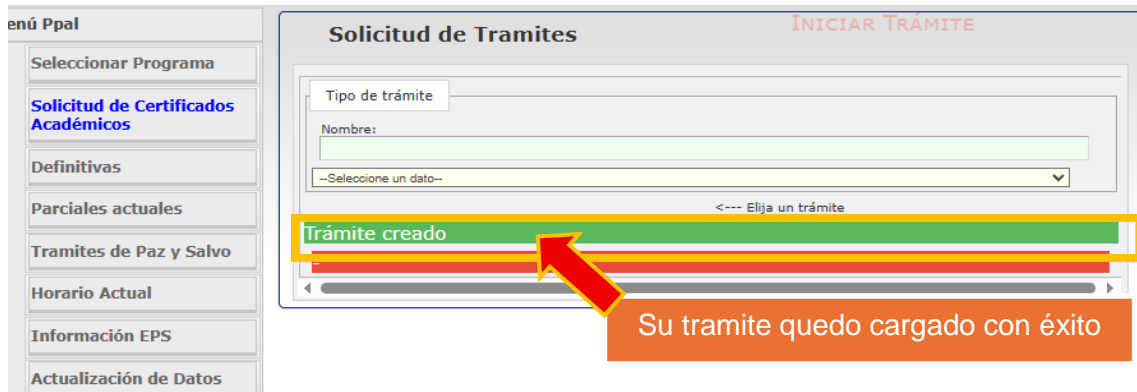 enú Ppal
Seleccionar Programa
Solicitud de Certificados
Académicos
Definitivas
Parciales actuales
Tramites de Paz y Salvo
Horario Actual
Información EPS
Actualización de Datos
Solicitud de Tramites
INICIAR TRÁMITE
Tipo de trámite
Nombre:
--Seleccione un dato--
<--- Elija un trámite
Trámite creado
-
Su tramite quedo cargado con éxito